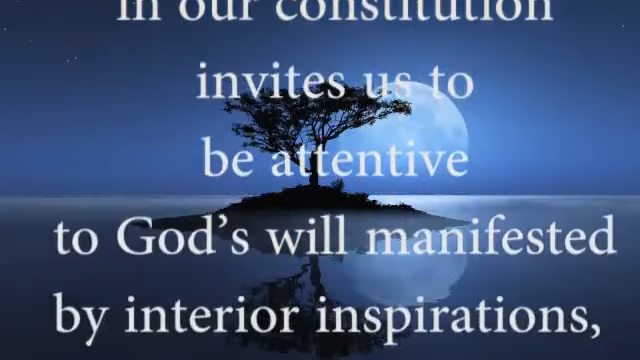 in our constitution
invites us to
be attentive
to God’s will manifested
by interior inspirations,